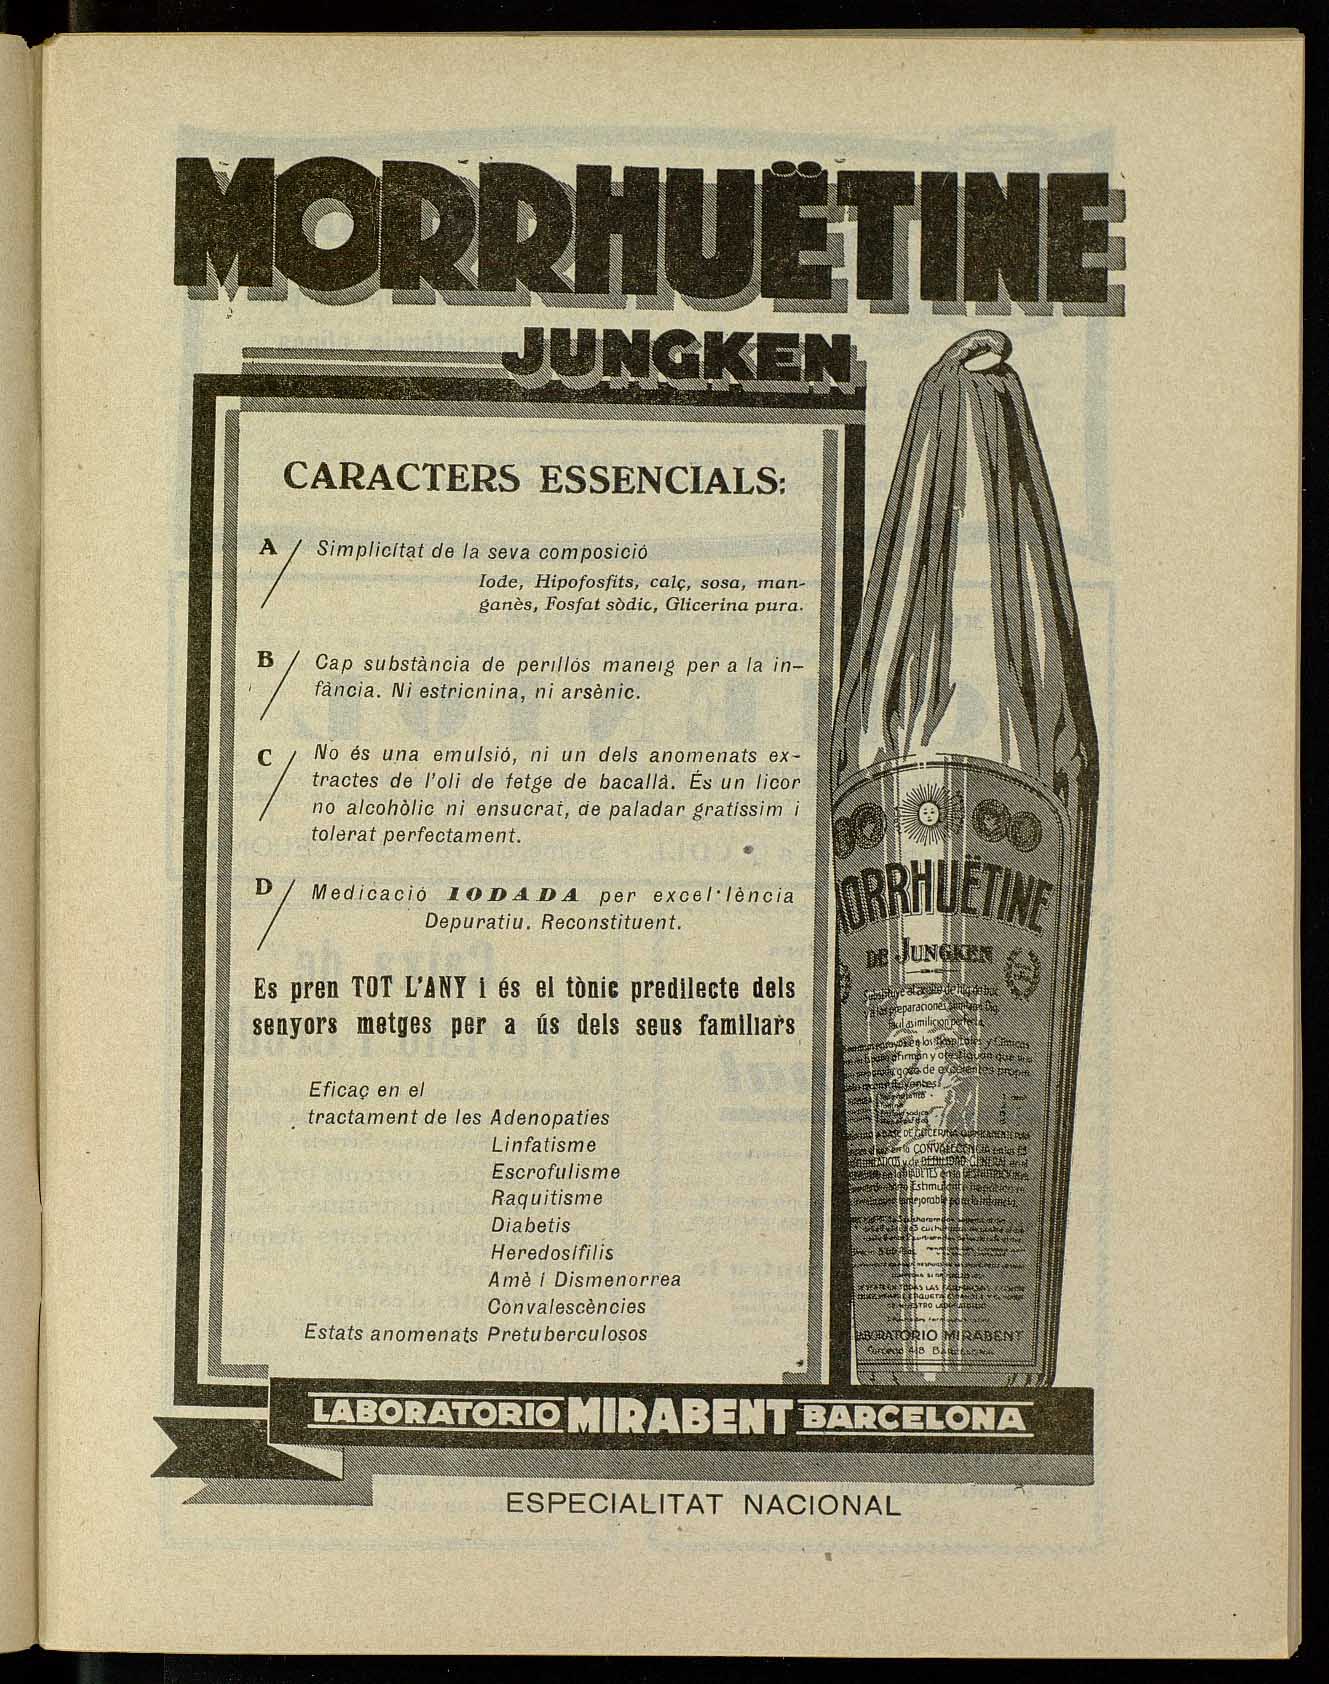 MORRHUËTINE
JUNGKEN
CARACTERS ESSENCIALS:
A / Simplicitat de la seva composició
Iode, Hipofosfits, calç, sosa, man-
ganès, Fosfat sòdic, Glicerina pura.
B / Cap substància de perillós maneig per a la in-
fància. Ni estricnina, ni arsènic.
C / No és una emulsió, ni un dels anomenats ex-
tractes de l'oli de fetge de bacallà. És un licor
no alcohòlic ni ensucrat, de paladar gratíssim i
tolerat perfectament.
D / Medicació IODADA per excel·lència
Depuratiu. Reconstituent.
Es pren TOT L'ANY i és el tònic predilecte dels
senyors metges per a ús dels seus familiars
Eficaç en el
tractament de les Adenopaties
Linfatisme
Escrofulisme
Raquitisme
Diabetis
Heredosífilis
Amè i Dismenorrea
Convalescències
Estats anomenats Pretuberculosos
MORRHUËTINE
DE JUNGKEN
LABORATORIO MIRABENT
BARCELONA
LABORATORIO MIRABENT BARCELONA
ESPECIALITAT NACIONAL